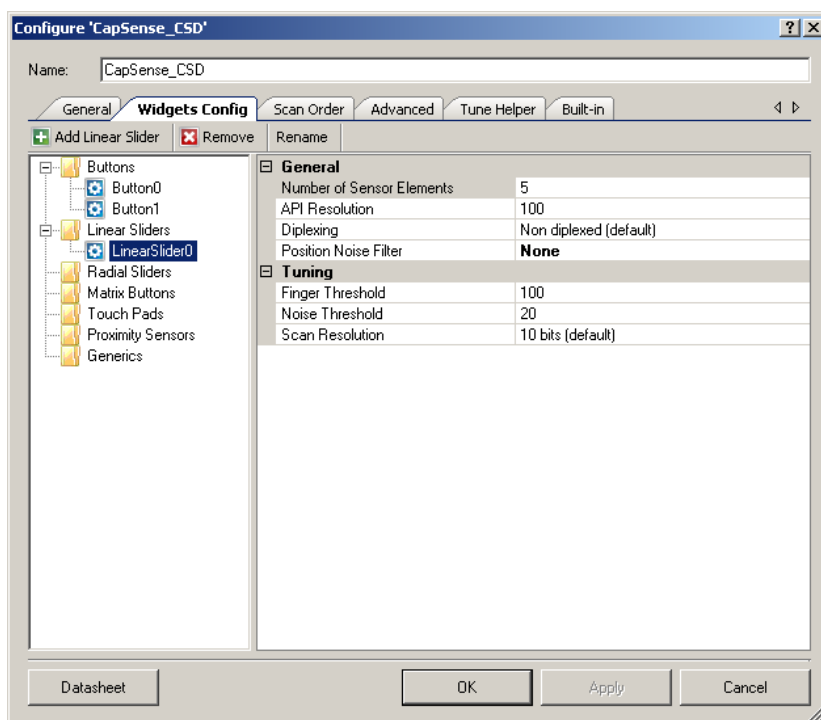 Configure 'CapSense_CSD'
Name: CapSense_CSD
General Widgets Config Scan Order Advanced Tune Helper Built-in
Add Linear Slider Remove Rename
Buttons
Button0
Button1
Linear Sliders
LinearSlider0
Radial Sliders
Matrix Buttons
Touch Pads
Proximity Sensors
Generics
General
Number of Sensor Elements 5
API Resolution 100
Diplexing Non diplexed (default)
Position Noise Filter None
Tuning
Finger Threshold 100
Noise Threshold 20
Scan Resolution 10 bits (default)
Datasheet OK Apply Cancel